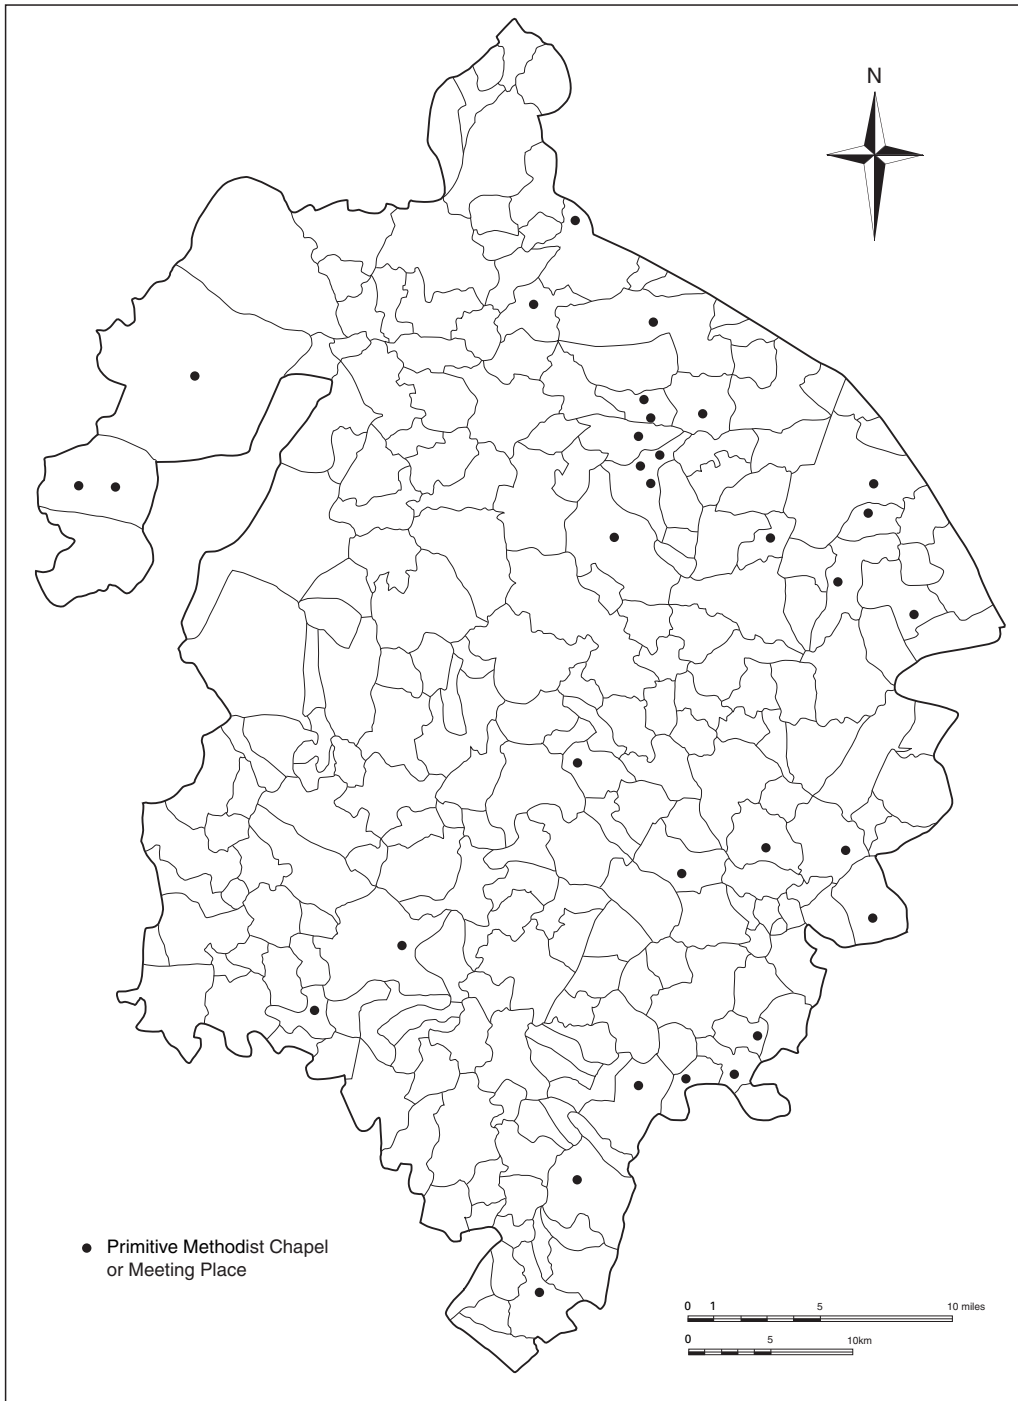 N
Primitive Methodist Chapel
or Meeting Place
0 1 5 10 miles
0 5 10km